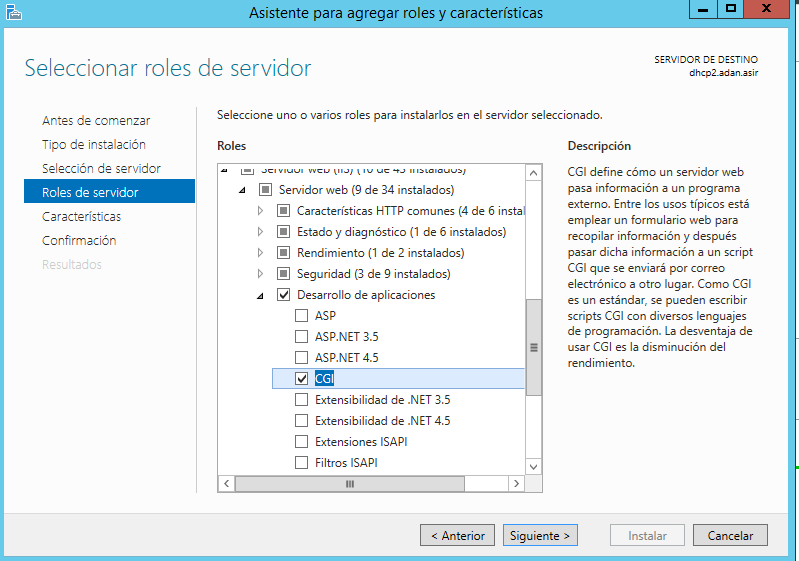 Asistente para agregar roles y características
Seleccionar roles de servidor
SERVIDOR DE DESTINO
dhcp2.adan.asir
Antes de comenzar
Tipo de instalación
Selección de servidor
Roles de servidor
Características
Confirmación
Resultados
Seleccione uno o varios roles para instalarlos en el servidor seleccionado.
Roles
Servidor web (IIS) (10 de 43 instalados)
Servidor web (9 de 34 instalados)
Características HTTP comunes (4 de 6 instal
Estado y diagnóstico (1 de 6 instalados)
Rendimiento (1 de 2 instalados)
Seguridad (3 de 9 instalados)
Desarrollo de aplicaciones
ASP
ASP.NET 3.5
ASP.NET 4.5
CGI
Extensibilidad de .NET 3.5
Extensibilidad de .NET 4.5
Extensiones ISAPI
Filtros ISAPI
Descripción
CGI define cómo un servidor web
pasa información a un programa
externo. Entre los usos típicos está
emplear un formulario web para
recopilar información y después
pasar dicha información a un script
CGI que se enviará por correo
electrónico a otro lugar. Como CGI
es un estándar, se pueden escribir
scripts CGI con diversos lenguajes
de programación. La desventaja de
usar CGI es la disminución del
rendimiento.
< Anterior
Siguiente >
Instalar
Cancelar